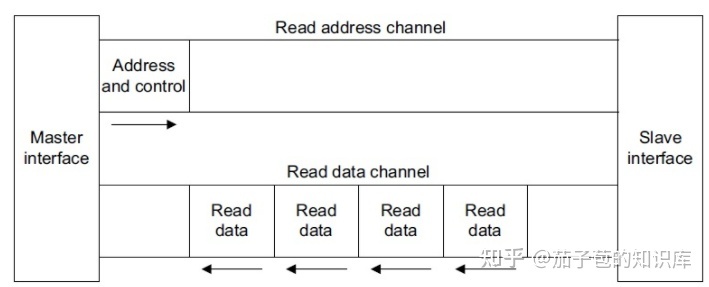 Read address channel
Address
and control
Master
interface
Slave
interface
Read data channel
Read
data
Read
data
Read
data
Read
data
知乎 @茄子苞的知识库